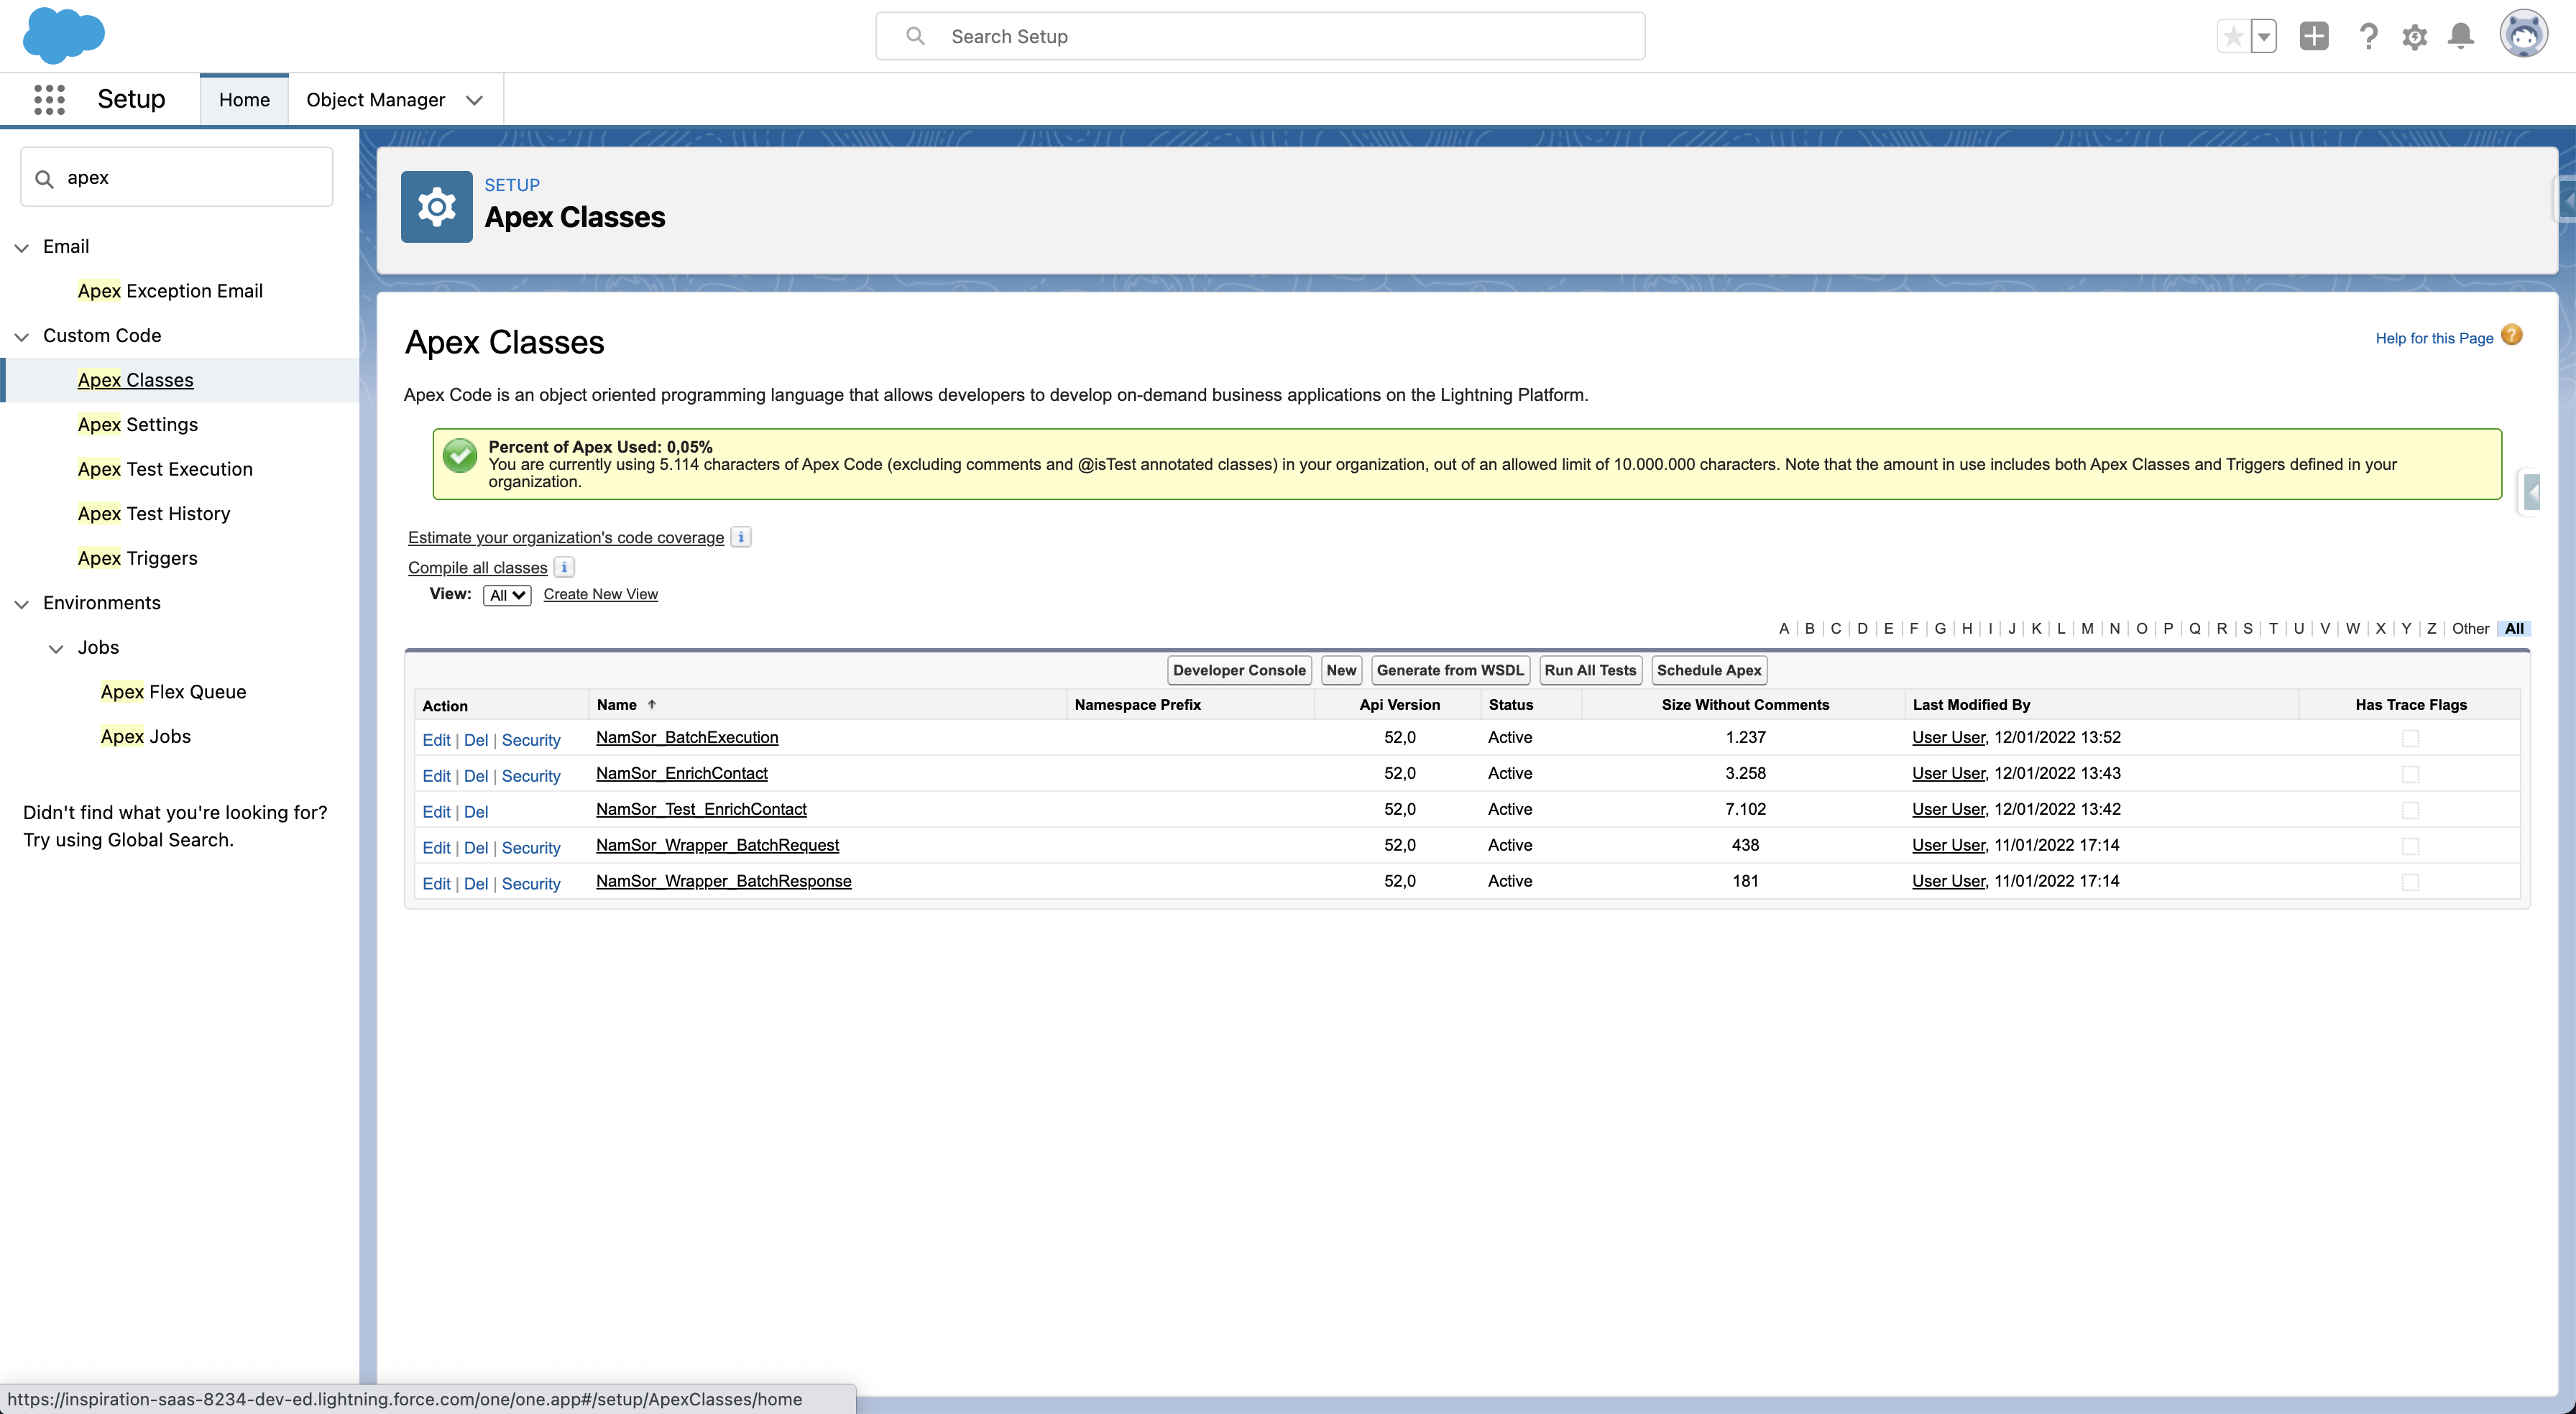 Search Setup
Setup
Home
Object Manager
apex
Email
Apex Exception Email
Custom Code
Apex Classes
Apex Settings
Apex Test Execution
Apex Test History
Apex Triggers
Environments
Jobs
Apex Flex Queue
Apex Jobs
Didn't find what you're looking for?
Try using Global Search.
SETUP
Apex Classes
Apex Classes
Help for this Page
Apex Code is an object oriented programming language that allows developers to develop on-demand business applications on the Lightning Platform.
Percent of Apex Used: 0,05%
You are currently using 5.114 characters of Apex Code (excluding comments and @isTest annotated classes) in your organization, out of an allowed limit of 10.000.000 characters. Note that the amount in use includes both Apex Classes and Triggers defined in your
organization.
Estimate your organization's code coverage
Compile all classes
View: All Create New View
A | B | C | D | E | F | G | H | I | J | K | L | M | N | O | P | Q | R | S | T | U | V | W | X | Y | Z | Other | All
Developer Console New Generate from WSDL Run All Tests Schedule Apex
Action Name Namespace Prefix Api Version Status Size Without Comments Last Modified By Has Trace Flags
Edit | Del | Security NamSor_BatchExecution 52,0 Active 1.237 User User, 12/01/2022 13:52
Edit | Del | Security NamSor_EnrichContact 52,0 Active 3.258 User User, 12/01/2022 13:43
Edit | Del NamSor_Test_EnrichContact 52,0 Active 7.102 User User, 12/01/2022 13:42
Edit | Del | Security NamSor_Wrapper_BatchRequest 52,0 Active 438 User User, 11/01/2022 17:14
Edit | Del | Security NamSor_Wrapper_BatchResponse 52,0 Active 181 User User, 11/01/2022 17:14
https://inspiration-saas-8234-dev-ed.lightning.force.com/one/one.app#/setup/ApexClasses/home